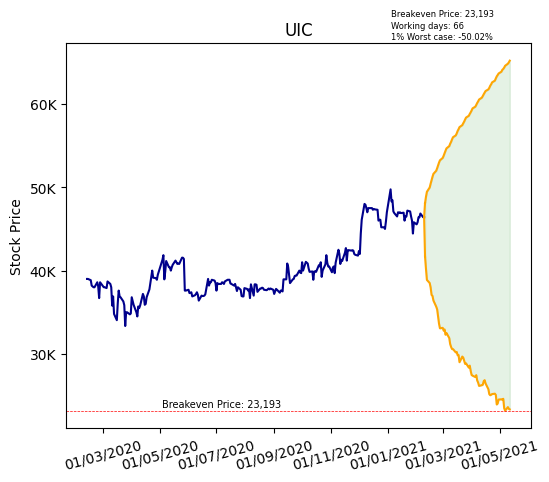 Breakeven Price: 23,193
Working days: 66
1% Worst case: -50.02%
UIC
Stock Price
60K
50K
40K
30K
Breakeven Price: 23,193
01/03/2020 01/05/2020 01/07/2020 01/09/2020 01/11/2020 01/01/2021 01/03/2021 01/05/2021